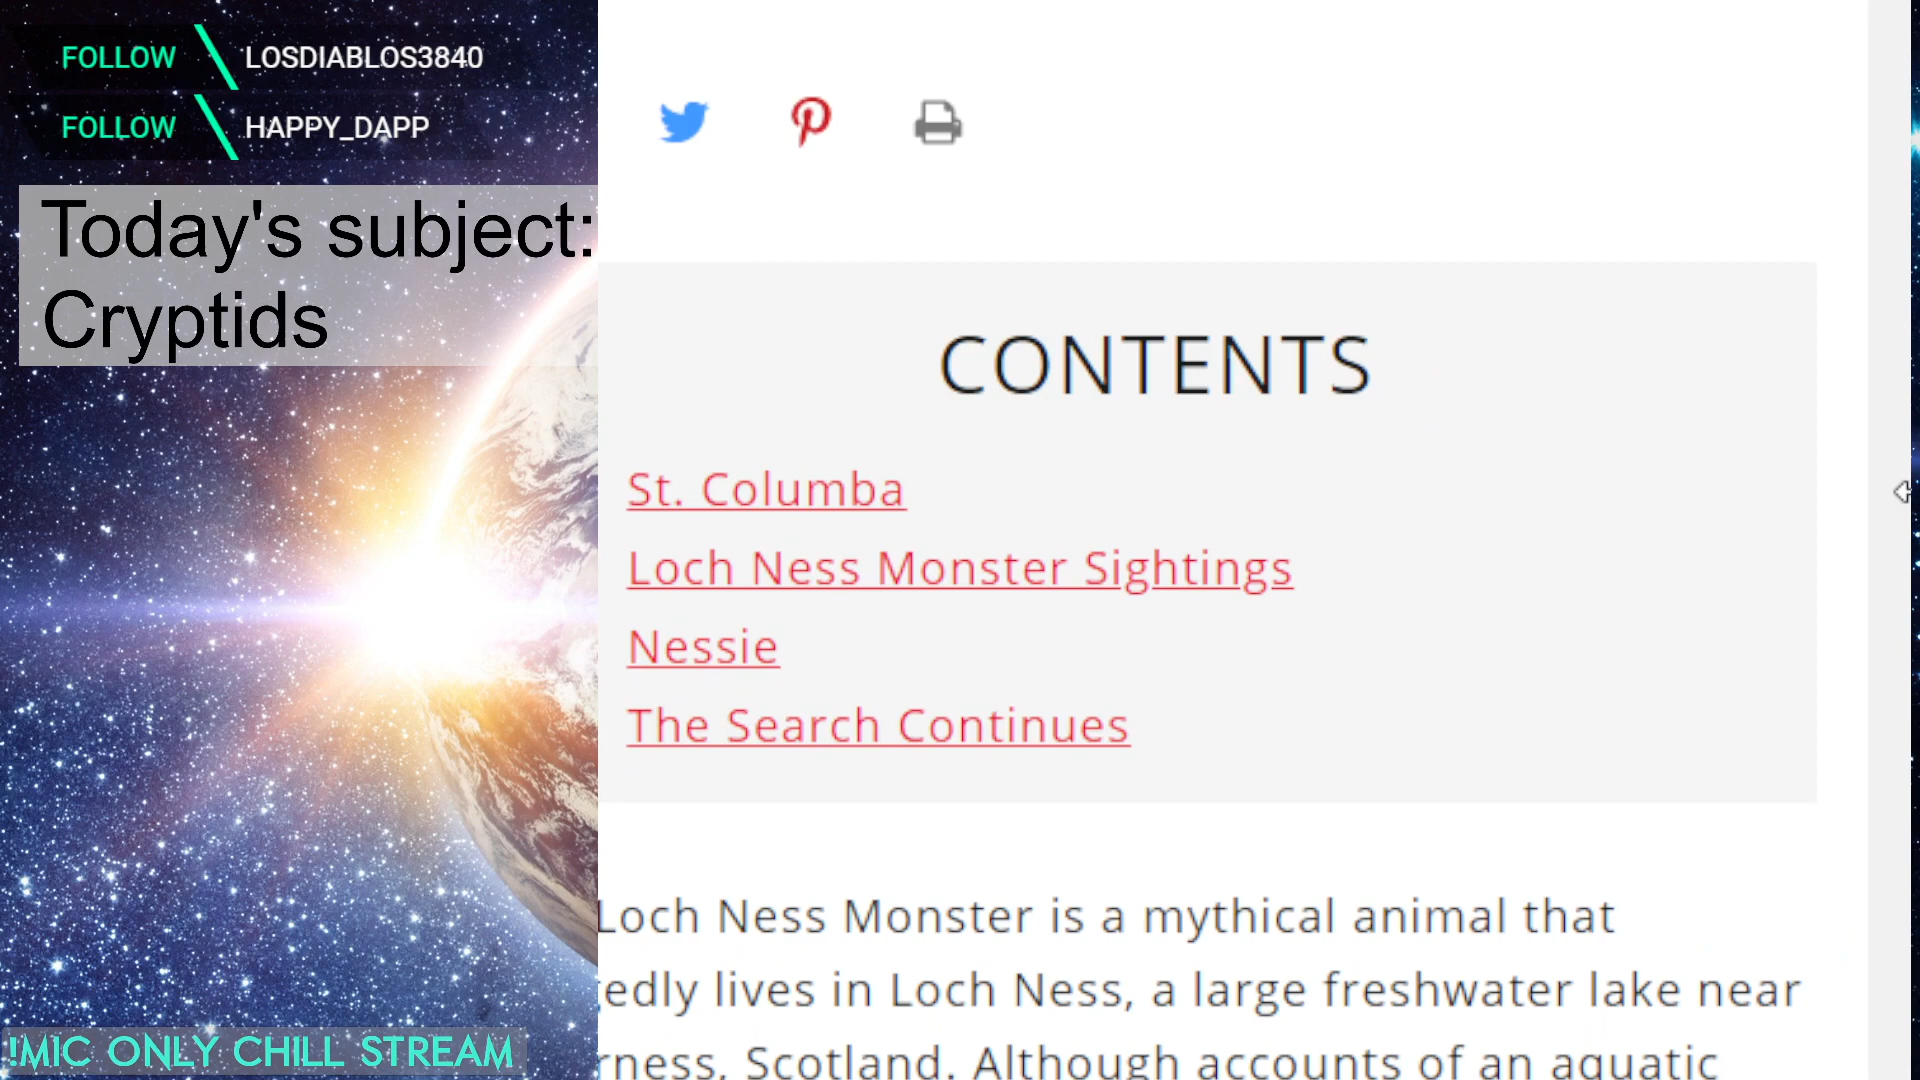 FOLLOW LOSDIABLOS3840
FOLLOW HAPPY_DAPP
Today's subject:
Cryptids
!MIC ONLY CHILL STREAM
CONTENTS
St. Columba
Loch Ness Monster Sightings
Nessie
The Search Continues
Loch Ness Monster is a mythical animal that
edly lives in Loch Ness, a large freshwater lake near
rness, Scotland. Although accounts of an aquatic